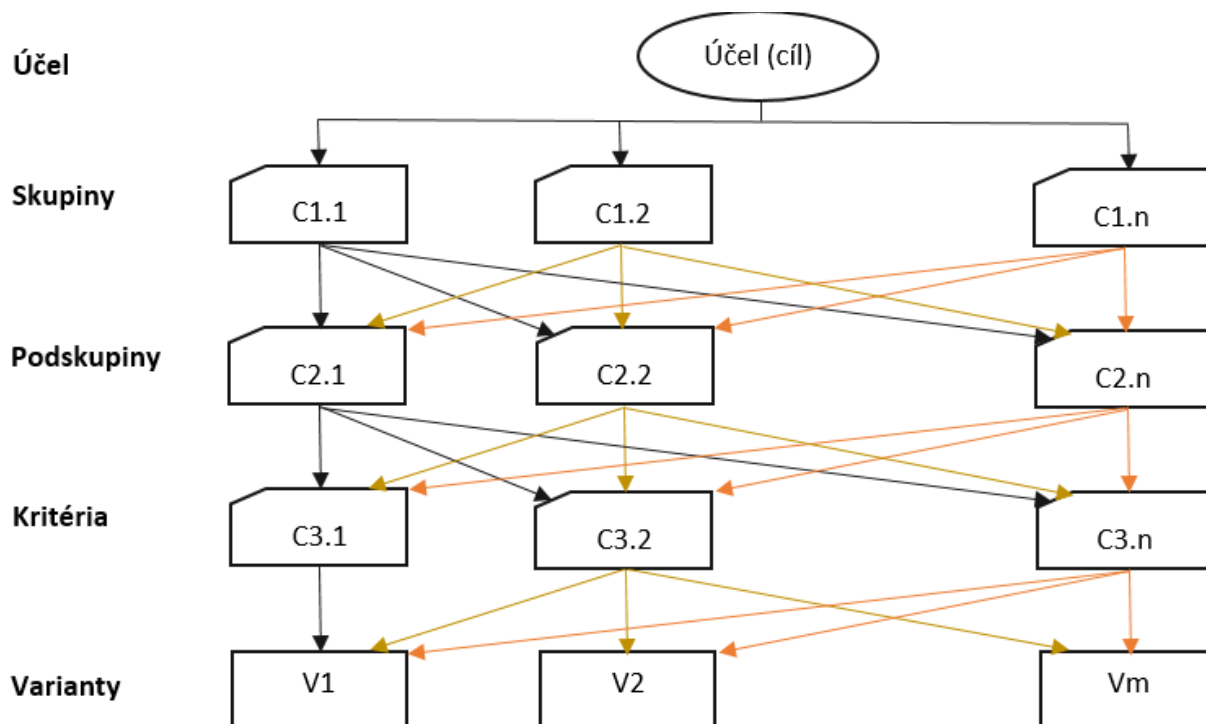 Účel
Účel (cíl)
Skupiny
C1.1
C1.2
C1.n
Podskupiny
C2.1
C2.2
C2.n
Kritéria
C3.1
C3.2
C3.n
Varianty
V1
V2
Vm